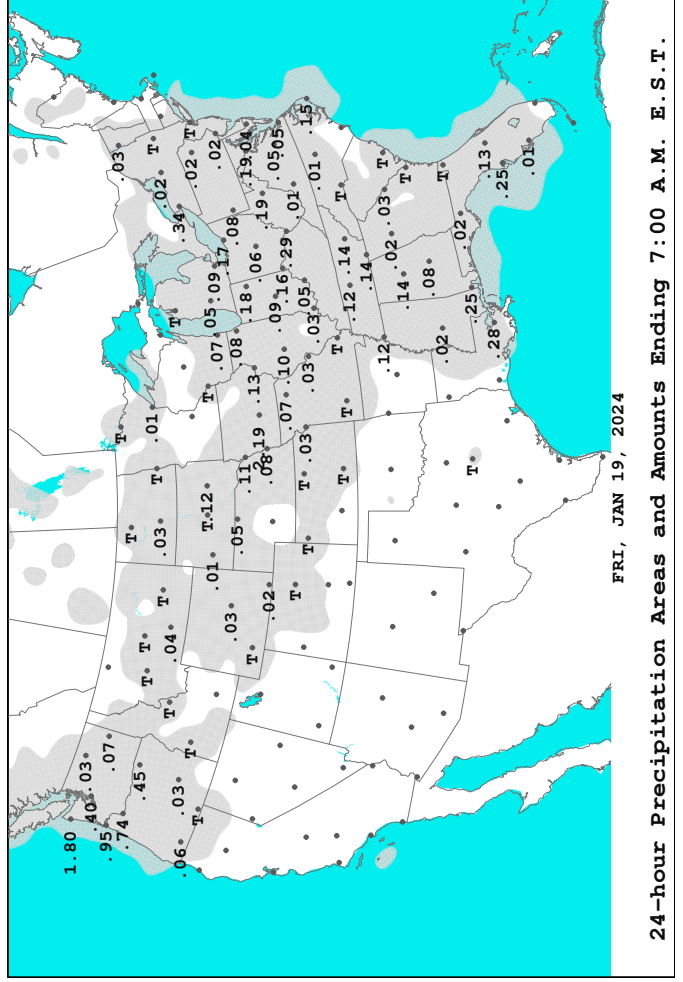 1.80
.03
.40
.95
.07
T
.03
.74
T
.45
T
T
.01
T
T
.03
.02
T
T
.04
T
.03
.34
.06
T
T
.02
T
T
T
.12
.05
.01
.09
.02
.07
.17
.03
.08
.08
.05
.11
.19
.04
.18
T
.13
.06
.19
.19
.08
.02
.05
.09
.05
.16
.10
.07
.29
.01
T
T
.05
.03
.15
T
.03
.03
.01
T
T
T
.14
T
.12
.14
T
.12
.03
.02
.14
T
.08
.02
T
.02
.25
T
.13
.28
.25
.01
FRI, JAN 19, 2024
24-hour Precipitation Areas and Amounts Ending 7:00 A.M. E.S.T.